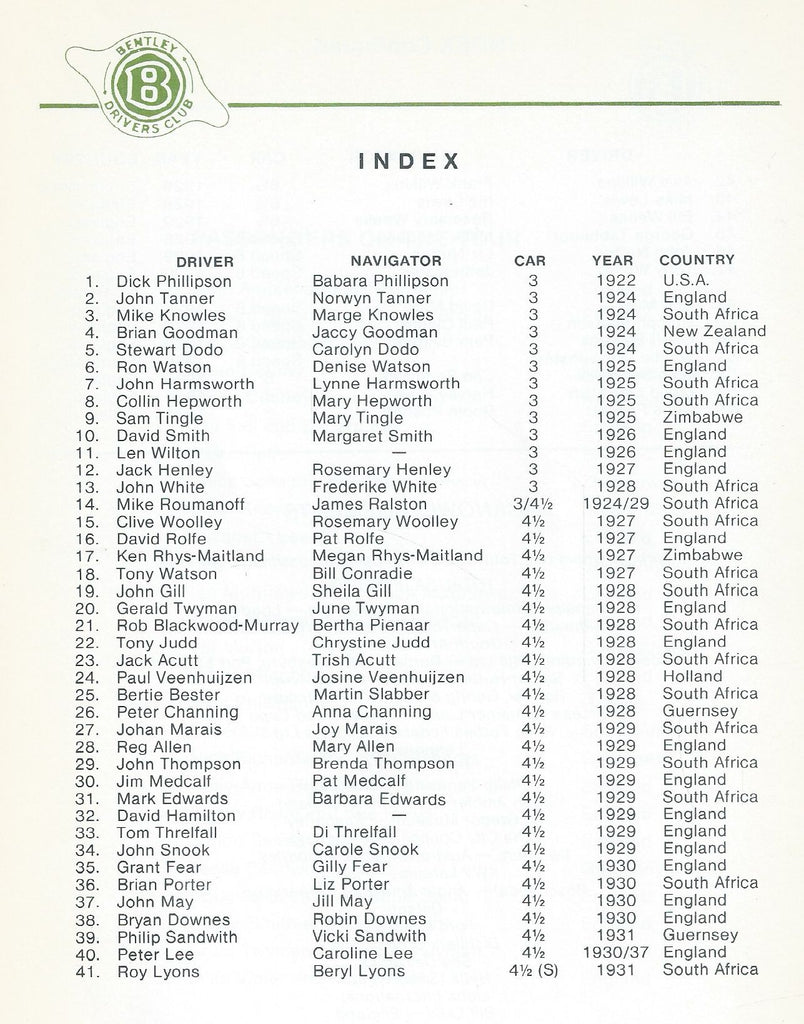 BENTLEY
B
DRIVERS CLUB
INDEX
DRIVER NAVIGATOR CAR YEAR COUNTRY
1. Dick Phillipson Babara Phillipson 3 1922 U.S.A.
2. John Tanner Norwyn Tanner 3 1924 England
3. Mike Knowles Marge Knowles 3 1924 South Africa
4. Brian Goodman Jaccy Goodman 3 1924 New Zealand
5. Stewart Dodo Carolyn Dodo 3 1924 South Africa
6. Ron Watson Denise Watson 3 1925 England
7. John Harmsworth Lynne Harmsworth 3 1925 South Africa
8. Collin Hepworth Mary Hepworth 3 1925 South Africa
9. Sam Tingle Mary Tingle 3 1925 Zimbabwe
10. David Smith Margaret Smith 3 1926 England
11. Len Wilton — 3 1926 England
12. Jack Henley Rosemary Henley 3 1927 England
13. John White Frederike White 3 1928 South Africa
14. Mike Roumanoff James Ralston 3/4½ 1924/29 South Africa
15. Clive Woolley Rosemary Woolley 4½ 1927 South Africa
16. David Rolfe Pat Rolfe 4½ 1927 England
17. Ken Rhys-Maitland Megan Rhys-Maitland 4½ 1927 Zimbabwe
18. Tony Watson Bill Conradie 4½ 1927 South Africa
19. John Gill Sheila Gill 4½ 1928 South Africa
20. Gerald Twyman June Twyman 4½ 1928 England
21. Rob Blackwood-Murray Bertha Pienaar 4½ 1928 South Africa
22. Tony Judd Chrystine Judd 4½ 1928 England
23. Jack Acutt Trish Acutt 4½ 1928 South Africa
24. Paul Veenhuijzen Josine Veenhuijzen 4½ 1928 Holland
25. Bertie Bester Martin Slabber 4½ 1928 South Africa
26. Peter Channing Anna Channing 4½ 1928 Guernsey
27. Johan Marais Joy Marais 4½ 1929 South Africa
28. Reg Allen Mary Allen 4½ 1929 England
29. John Thompson Brenda Thompson 4½ 1929 South Africa
30. Jim Medcalf Pat Medcalf 4½ 1929 England
31. Mark Edwards Barbara Edwards 4½ 1929 South Africa
32. David Hamilton — 4½ 1929 England
33. Tom Threlfall Di Threlfall 4½ 1929 England
34. John Snook Carole Snook 4½ 1929 England
35. Grant Fear Gilly Fear 4½ 1930 England
36. Brian Porter Liz Porter 4½ 1930 South Africa
37. John May Jill May 4½ 1930 England
38. Bryan Downes Robin Downes 4½ 1930 England
39. Philip Sandwith Vicki Sandwith 4½ 1931 Guernsey
40. Peter Lee Caroline Lee 4½ 1930/37 England
41. Roy Lyons Beryl Lyons 4½ (S) 1931 South Africa